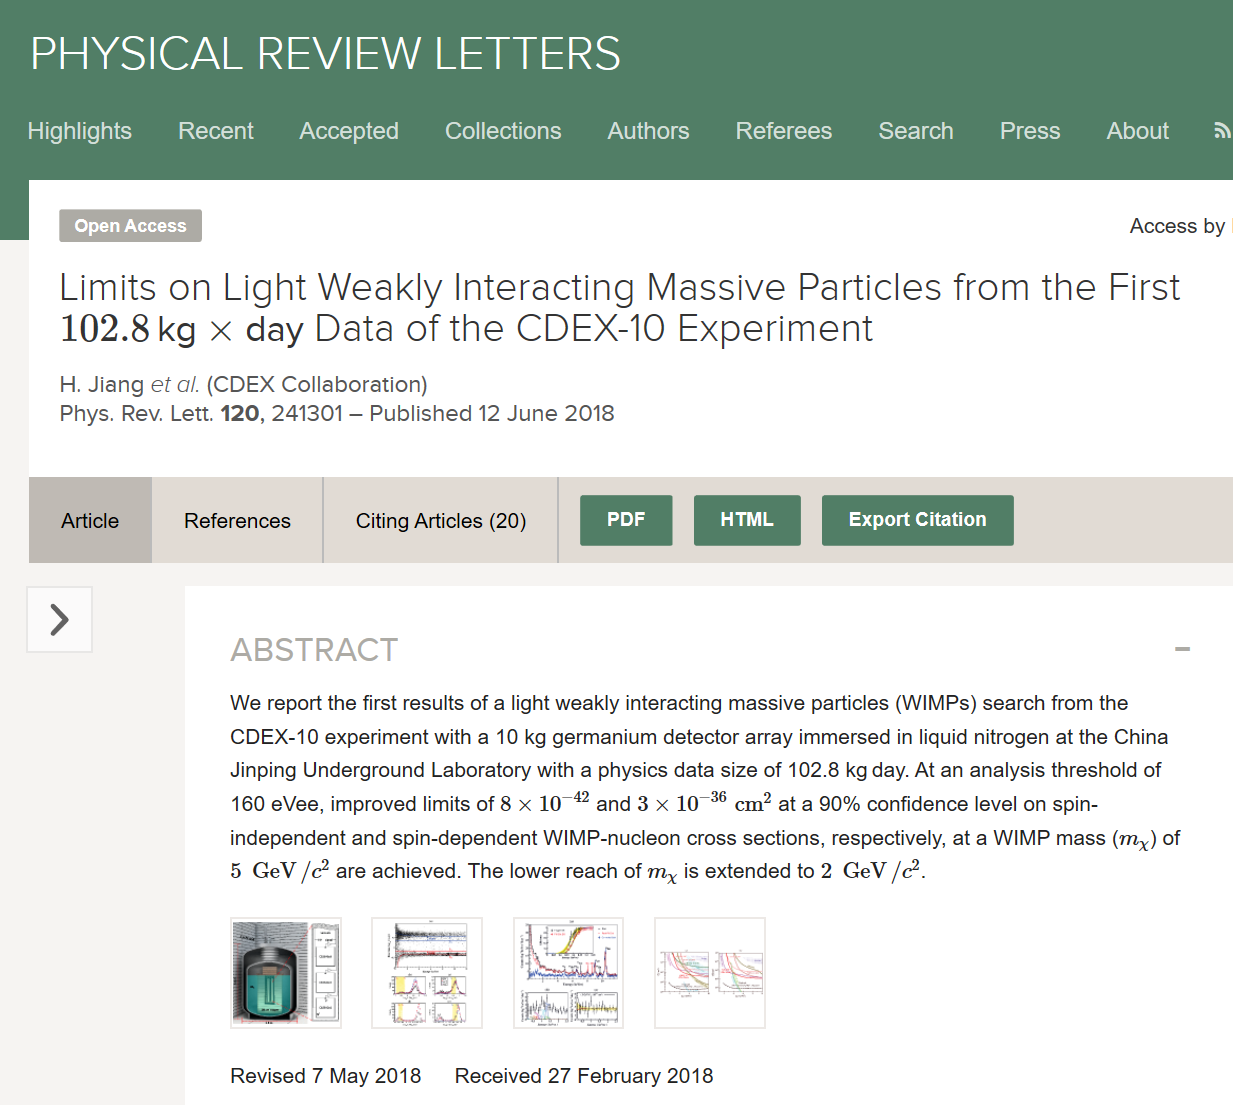 PHYSICAL REVIEW LETTERS
Highlights Recent Accepted Collections Authors Referees Search Press About
Open Access
Access by
Limits on Light Weakly Interacting Massive Particles from the First
102.8 kg × day Data of the CDEX-10 Experiment
H. Jiang et al. (CDEX Collaboration)
Phys. Rev. Lett. 120, 241301 – Published 12 June 2018
Article References Citing Articles (20) PDF HTML Export Citation
ABSTRACT
We report the first results of a light weakly interacting massive particles (WIMPs) search from the
CDEX-10 experiment with a 10 kg germanium detector array immersed in liquid nitrogen at the China
Jinping Underground Laboratory with a physics data size of 102.8 kg day. At an analysis threshold of
160 eVee, improved limits of 8 × 10⁻⁴² and 3 × 10⁻³⁶ cm² at a 90% confidence level on spin-
independent and spin-dependent WIMP-nucleon cross sections, respectively, at a WIMP mass (mᵪ) of
5 GeV/c² are achieved. The lower reach of mᵪ is extended to 2 GeV/c².
Revised 7 May 2018 Received 27 February 2018